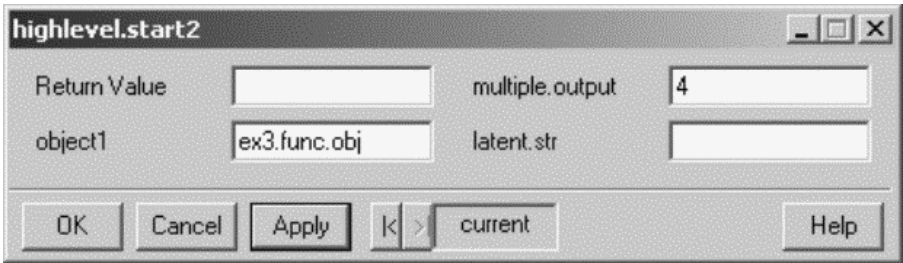 highlevel.start2
Return Value multiple.output 4
object1 ex3.func.obj latent.str
OK Cancel Apply current Help